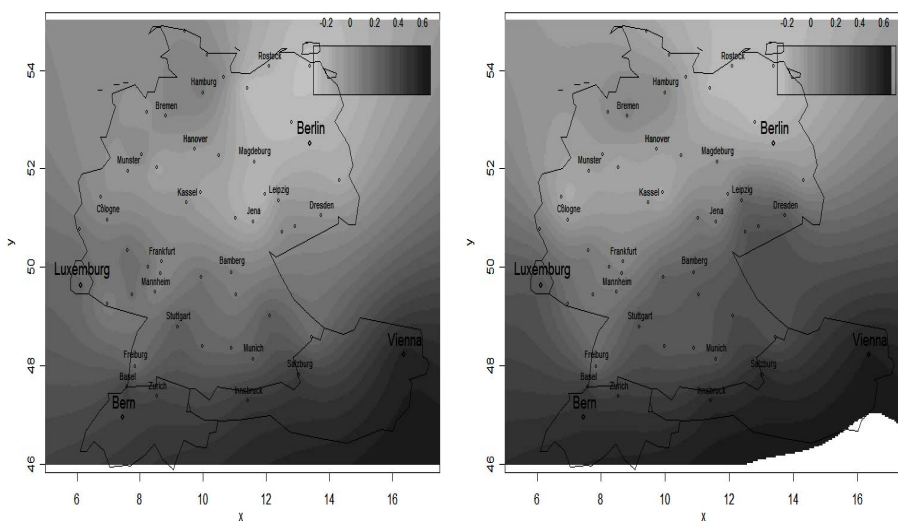 -0.2 0 0.2 0.4 0.6
54
52
50
48
46
y
Rostock
Hamburg
Bremen
Berlin
Hanover
Munster
Magdeburg
Kassel
Leipzig
Cologne
Jena
Dresden
Frankfurt
Bamberg
Luxemburg
Mannheim
Stuttgart
Freiburg
Munich
Vienna
Basel
Zurich
Salzburg
Bern
Innsbruck
6 8 10 12 14 16
x
-0.2 0 0.2 0.4 0.6
54
52
50
48
46
y
Rostock
Hamburg
Bremen
Berlin
Hanover
Munster
Magdeburg
Kassel
Leipzig
Cologne
Jena
Dresden
Frankfurt
Bamberg
Luxemburg
Mannheim
Stuttgart
Freiburg
Munich
Vienna
Basel
Zurich
Salzburg
Bern
Innsbruck
6 8 10 12 14 16
x